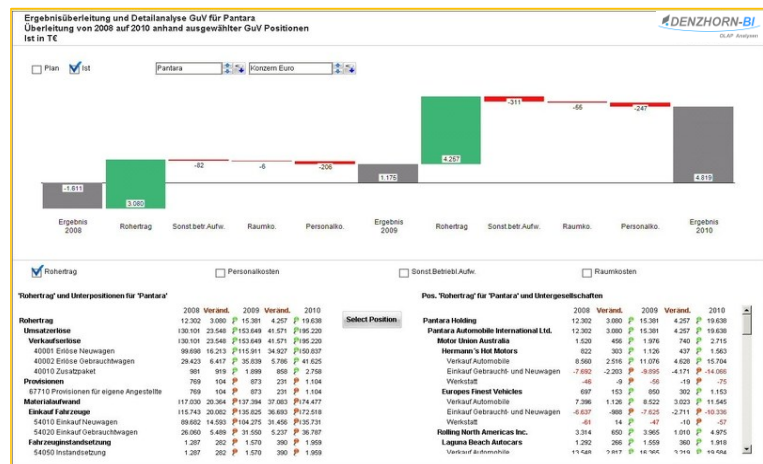 Ergebnisüberleitung und Detailanalyse GuV für Pantara
Überleitung von 2008 auf 2010 anhand ausgewählter GuV Positionen
Ist in T€
DENZHORN-BI
OLAP Analysen
Plan Ist Pantara Konzern Euro
-1.511 3.080 -82 -6 -206 1.175 4.257 -311 -55 -247 4.819
Ergebnis 2008 Rohertrag Sonst.betr.Aufw. Raumko. Personalko. Ergebnis 2009 Rohertrag Sonst.betr.Aufw. Raumko. Personalko. Ergebnis 2010
Rohertrag Personalkosten Sonst.Betriebl.Aufw. Raumkosten
'Rohertrag' und Unterpositionen für 'Pantara'
2008 Veränd. 2009 Veränd. 2010
Rohertrag 12.302 3.080 15.381 4.257 19.638
Umsatzerlöse 130.101 23.548 153.649 41.571 195.220
Verkaufserlöse 130.101 23.548 153.649 41.571 195.220
40001 Erlöse Neuwagen 99.698 16.213 115.911 34.927 150.837
40002 Erlöse Gebrauchtwagen 29.423 6.417 35.839 5.786 41.625
40010 Zusatzpaket 981 919 1.899 858 2.758
Provisionen 769 104 873 231 1.104
67710 Provisionen für eigene Angestellte 769 104 873 231 1.104
Materialaufwand 117.030 20.364 137.394 37.083 174.477
Einkauf Fahrzeuge 115.743 20.082 135.825 36.693 172.518
54010 Einkauf Neuwagen 89.682 14.593 104.275 31.456 135.731
54020 Einkauf Gebrauchtwagen 26.060 5.489 31.550 5.237 36.787
Fahrzeuginstandsetzung 1.287 282 1.570 390 1.959
54050 Instandsetzung 1.287 282 1.570 390 1.959
Select Position
Pos. 'Rohertrag' für 'Pantara' und Untergesellschaften
2008 Veränd. 2009 Veränd. 2010
Pantara Holding 12.302 3.080 15.381 4.257 19.638
Pantara Automobile International Ltd. 12.302 3.080 15.381 4.257 19.638
Motor Union Australia 1.520 456 1.976 740 2.715
Hermann´s Hot Motors 822 303 1.126 437 1.563
Verkauf Automobile 8.560 2.516 11.076 4.628 15.704
Einkauf Gebraucht- und Neuwagen -7.692 -2.203 -9.895 -4.171 -14.066
Werkstatt -46 -9 -56 -19 -75
Europes Finest Vehicles 697 153 850 302 1.153
Verkauf Automobile 7.396 1.126 8.522 3.023 11.545
Einkauf Gebraucht- und Neuwagen -6.637 -988 -7.625 -2.711 -10.336
Werkstatt -61 14 -47 -10 -57
Rolling North Americas Inc. 3.314 650 3.965 1.010 4.975
Laguna Beach Autocars 1.292 266 1.559 360 1.918
Verkauf Automobile 13.548 2.817 16.365 3.219 19.584